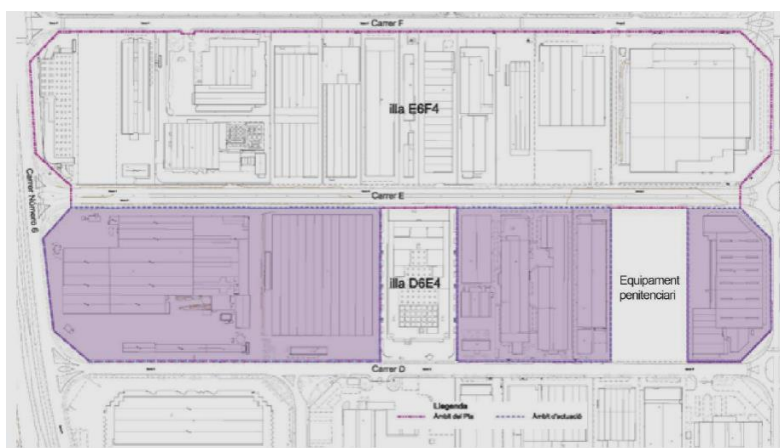 Carrer F
illa E6F4
Carrer Número 6
Carrer E
illa D6E4
Equipament
penitenciari
Carrer D
Llegenda
Àmbit del Pla
Àmbit d'actuació